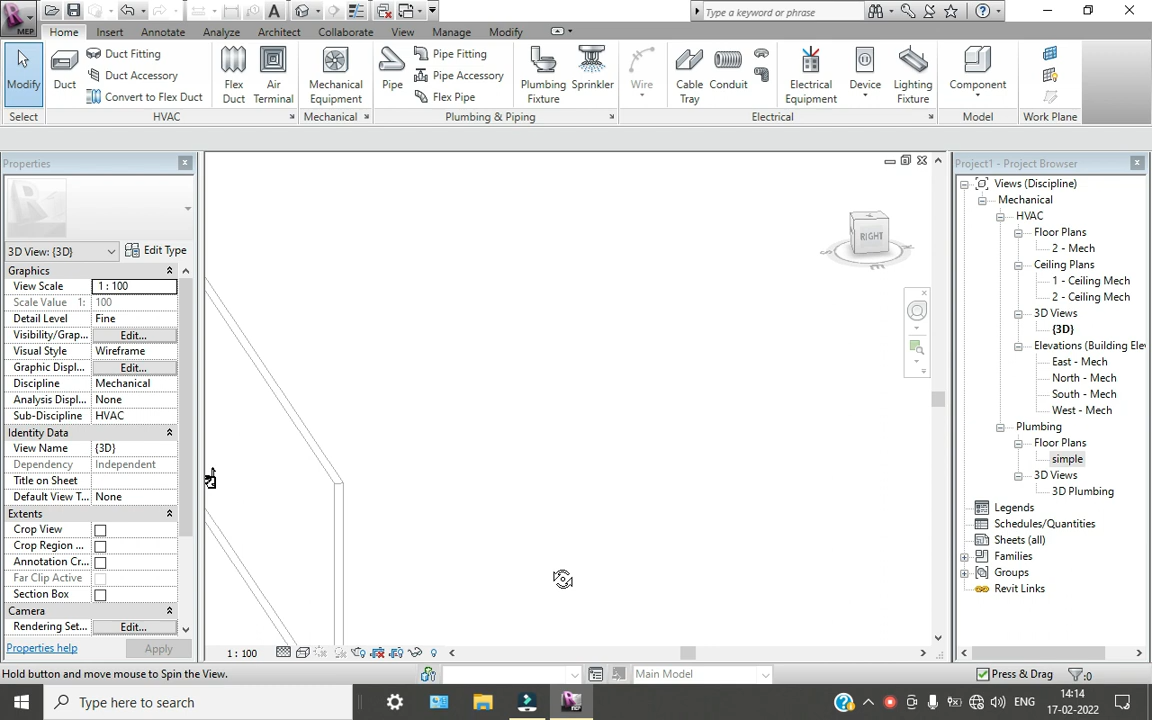 Type a keyword or phrase
MEP
Home Insert Annotate Analyze Architect Collaborate View Manage Modify
Modify
Duct
Duct Fitting
Duct Accessory
Convert to Flex Duct
Flex Duct
Air Terminal
Mechanical Equipment
Pipe
Pipe Fitting
Pipe Accessory
Flex Pipe
Plumbing Fixture
Sprinkler
Wire
Cable Tray
Conduit
Electrical Equipment
Device
Lighting Fixture
Component
Select HVAC Mechanical Plumbing & Piping Electrical Model Work Plane
Properties
3D View: {3D} Edit Type
Graphics
View Scale 1 : 100
Scale Value 1: 100
Detail Level Fine
Visibility/Grap... Edit...
Visual Style Wireframe
Graphic Displ... Edit...
Discipline Mechanical
Analysis Displ... None
Sub-Discipline HVAC
Identity Data
View Name {3D}
Dependency Independent
Title on Sheet
Default View T... None
Extents
Crop View
Crop Region ...
Annotation Cr...
Far Clip Active
Section Box
Camera
Rendering Set... Edit...
Properties help Apply
RIGHT
S
E
1 : 100
Project1 - Project Browser
Views (Discipline)
Mechanical
HVAC
Floor Plans
2 - Mech
Ceiling Plans
1 - Ceiling Mech
2 - Ceiling Mech
3D Views
{3D}
Elevations (Building Ele
East - Mech
North - Mech
South - Mech
West - Mech
Plumbing
Floor Plans
simple
3D Views
3D Plumbing
Legends
Schedules/Quantities
Sheets (all)
Families
Groups
Revit Links
Hold button and move mouse to Spin the View.
Main Model
Press & Drag
:0
Type here to search
MEP
ENG
14:14
17-02-2022